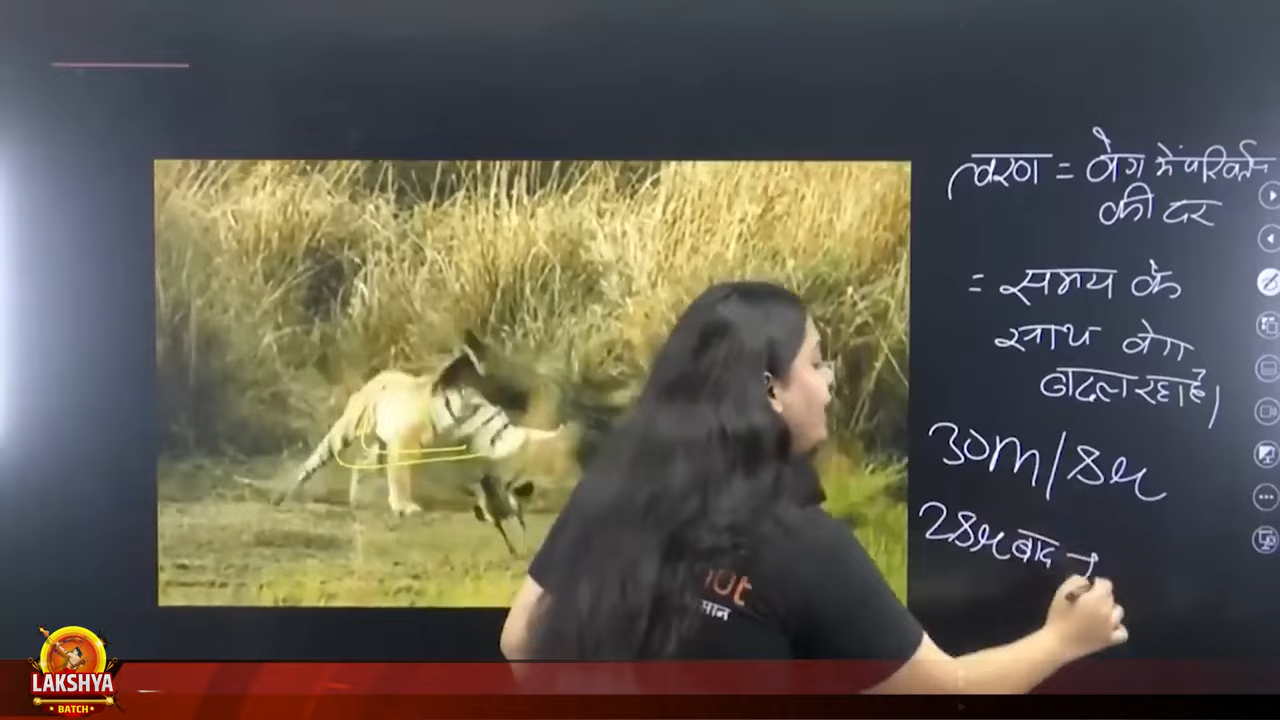 त्वरण = वेग में परिवर्तन
की दर
= समय के
साथ वेग
बदल रहा है।
30m/sec
2sec बाद →
LAKSHYA
BATCH